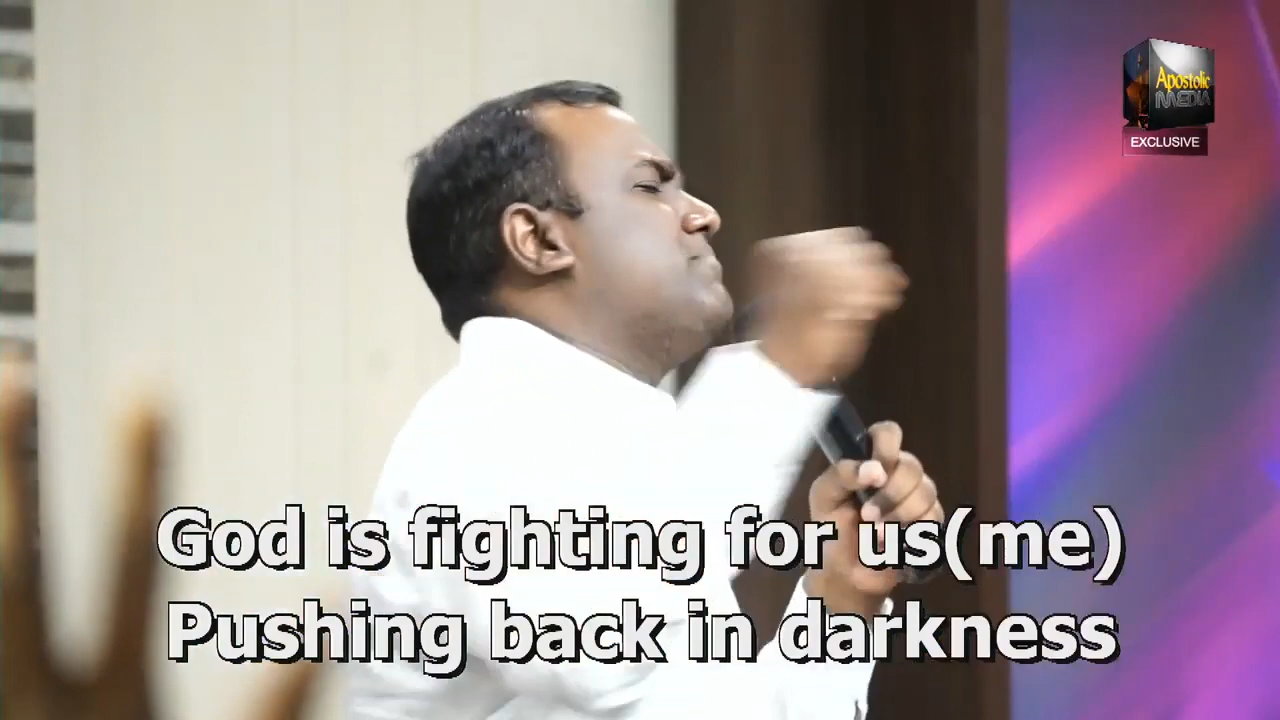 Apostolic
MEDIA
EXCLUSIVE
God is fighting for us(me)
Pushing back in darkness